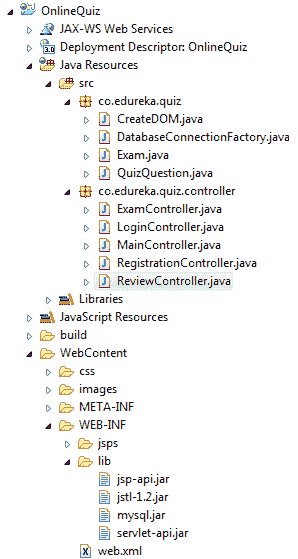 OnlineQuiz
JAX-WS Web Services
Deployment Descriptor: OnlineQuiz
3.0
Java Resources
src
co.edureka.quiz
CreateDOM.java
DatabaseConnectionFactory.java
Exam.java
QuizQuestion.java
co.edureka.quiz.controller
ExamController.java
LoginController.java
MainController.java
RegistrationController.java
ReviewController.java
Libraries
JavaScript Resources
build
WebContent
css
images
META-INF
WEB-INF
jsps
lib
jsp-api.jar
jstl-1.2.jar
mysql.jar
servlet-api.jar
web.xml